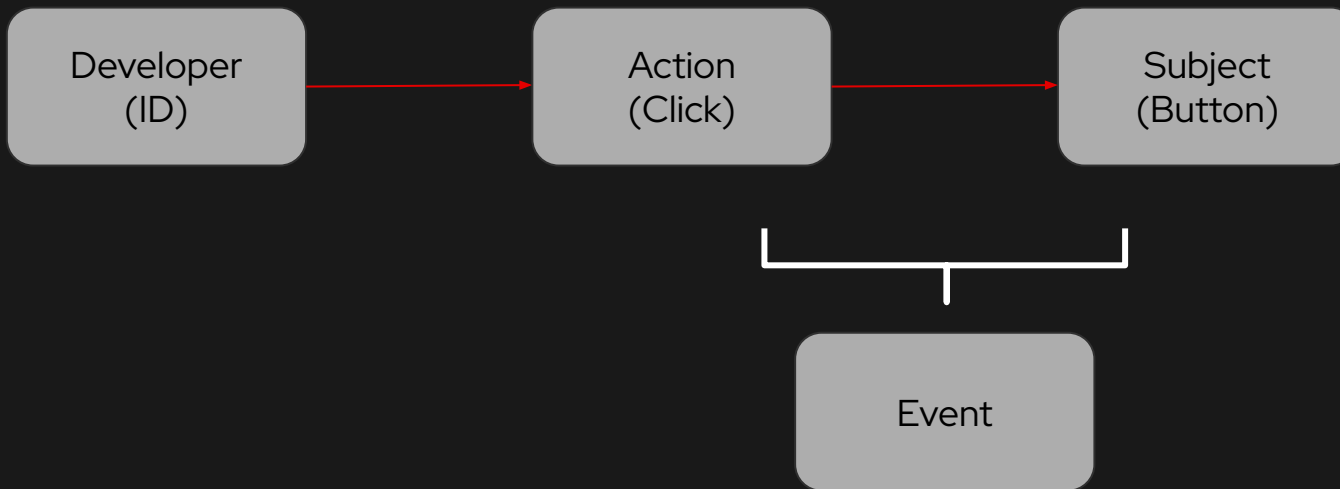 Developer
(ID)
Action
(Click)
Subject
(Button)
Event